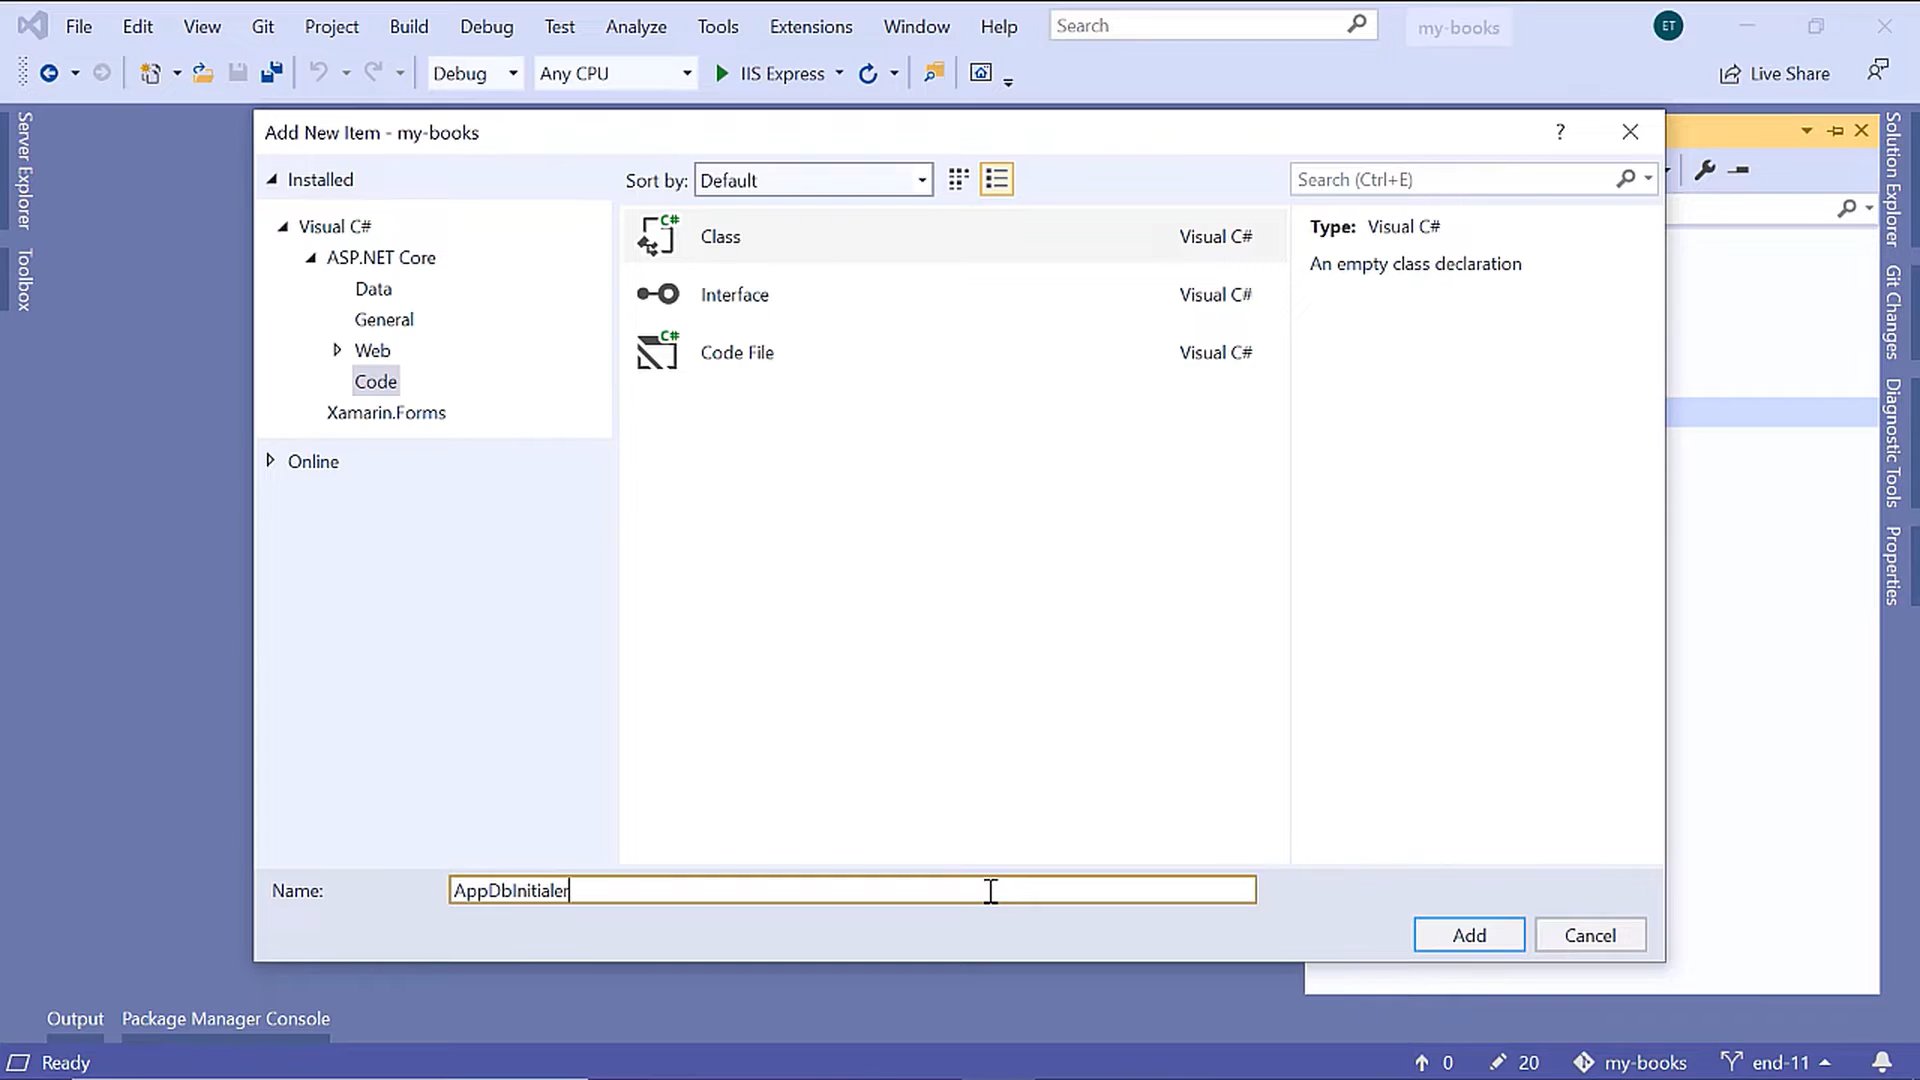 File Edit View Git Project Build Debug Test Analyze Tools Extensions Window Help Search my-books ET
Debug Any CPU IIS Express Live Share
Server Explorer
Toolbox
Add New Item - my-books ?
Installed
Sort by: Default
Search (Ctrl+E)
Visual C#
ASP.NET Core
Data
General
Web
Code
Xamarin.Forms
Online
C# Class Visual C#
Interface Visual C#
C# Code File Visual C#
Type: Visual C#
An empty class declaration
Name: AppDbInitialer
Add Cancel
Solution Explorer
Git Changes
Diagnostic Tools
Properties
Output Package Manager Console
Ready 0 20 my-books end-11